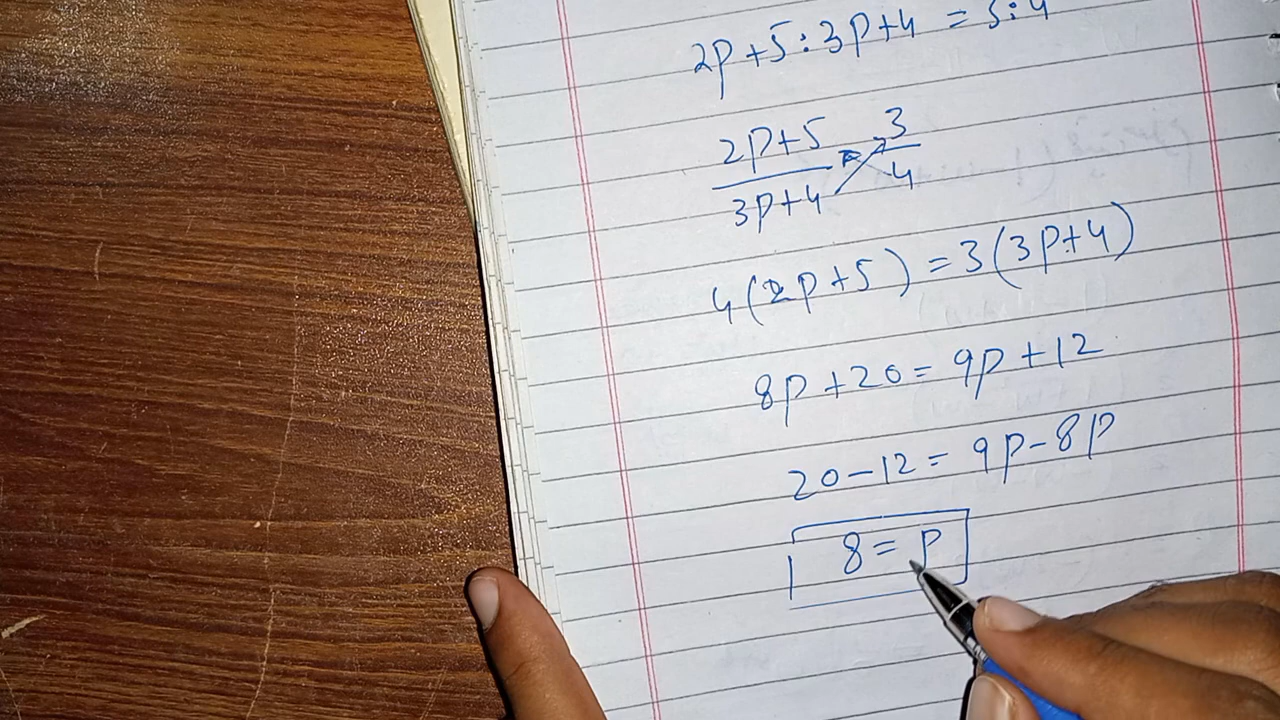 2p+5 : 3p+4 = 3:4
2p+5/3p+4 = 3/4
4(2p+5) = 3(3p+4)
8p+20 = 9p+12
20-12 = 9p-8p
8 = p